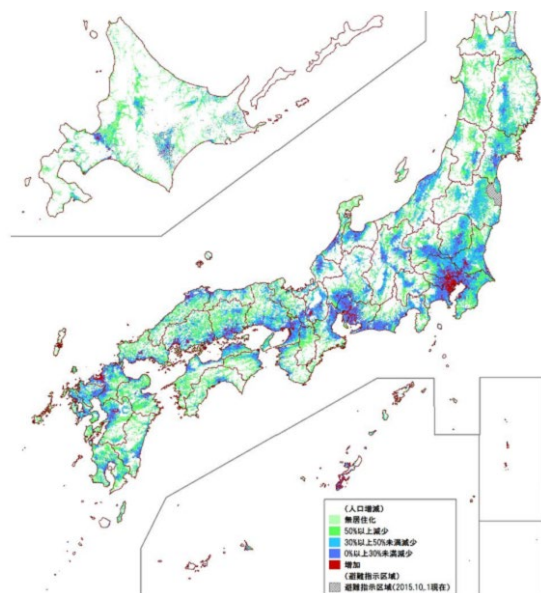 (人口増減)
無居住化
50%以上減少
30%以上50%未満減少
0%以上30%未満減少
増加
(避難指示区域)
避難指示区域(2015.10.1現在)